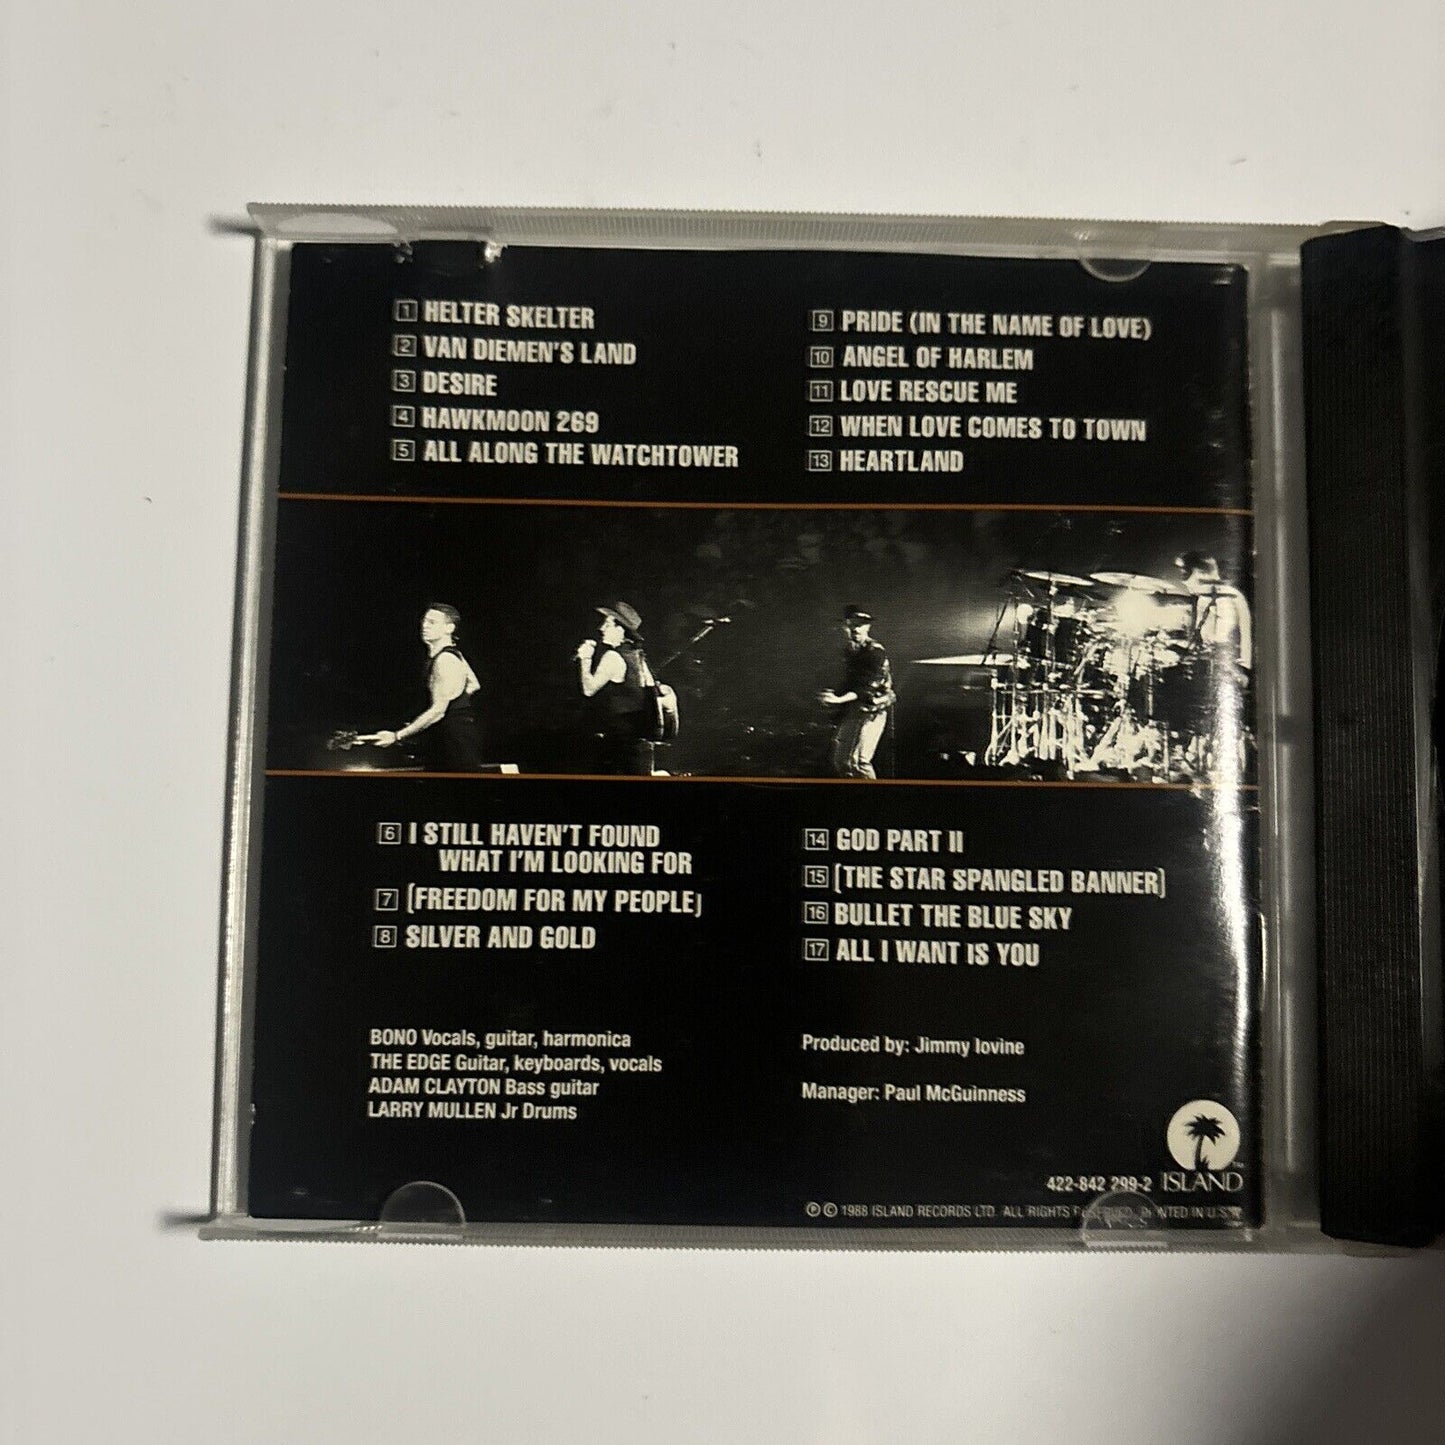 1 HELTER SKELTER
2 VAN DIEMEN'S LAND
3 DESIRE
4 HAWKMOON 269
5 ALL ALONG THE WATCHTOWER
9 PRIDE (IN THE NAME OF LOVE)
10 ANGEL OF HARLEM
11 LOVE RESCUE ME
12 WHEN LOVE COMES TO TOWN
13 HEARTLAND
6 I STILL HAVEN'T FOUND
WHAT I'M LOOKING FOR
7 (FREEDOM FOR MY PEOPLE)
8 SILVER AND GOLD
14 GOD PART II
15 (THE STAR SPANGLED BANNER)
16 BULLET THE BLUE SKY
17 ALL I WANT IS YOU
BONO Vocals, guitar, harmonica
THE EDGE Guitar, keyboards, vocals
ADAM CLAYTON Bass guitar
LARRY MULLEN Jr Drums
Produced by: Jimmy Iovine
Manager: Paul McGuinness
422-842 299-2 ISLAND™
℗ © 1988 ISLAND RECORDS LTD. ALL RIGHTS RESERVED. PRINTED IN U.S.A.